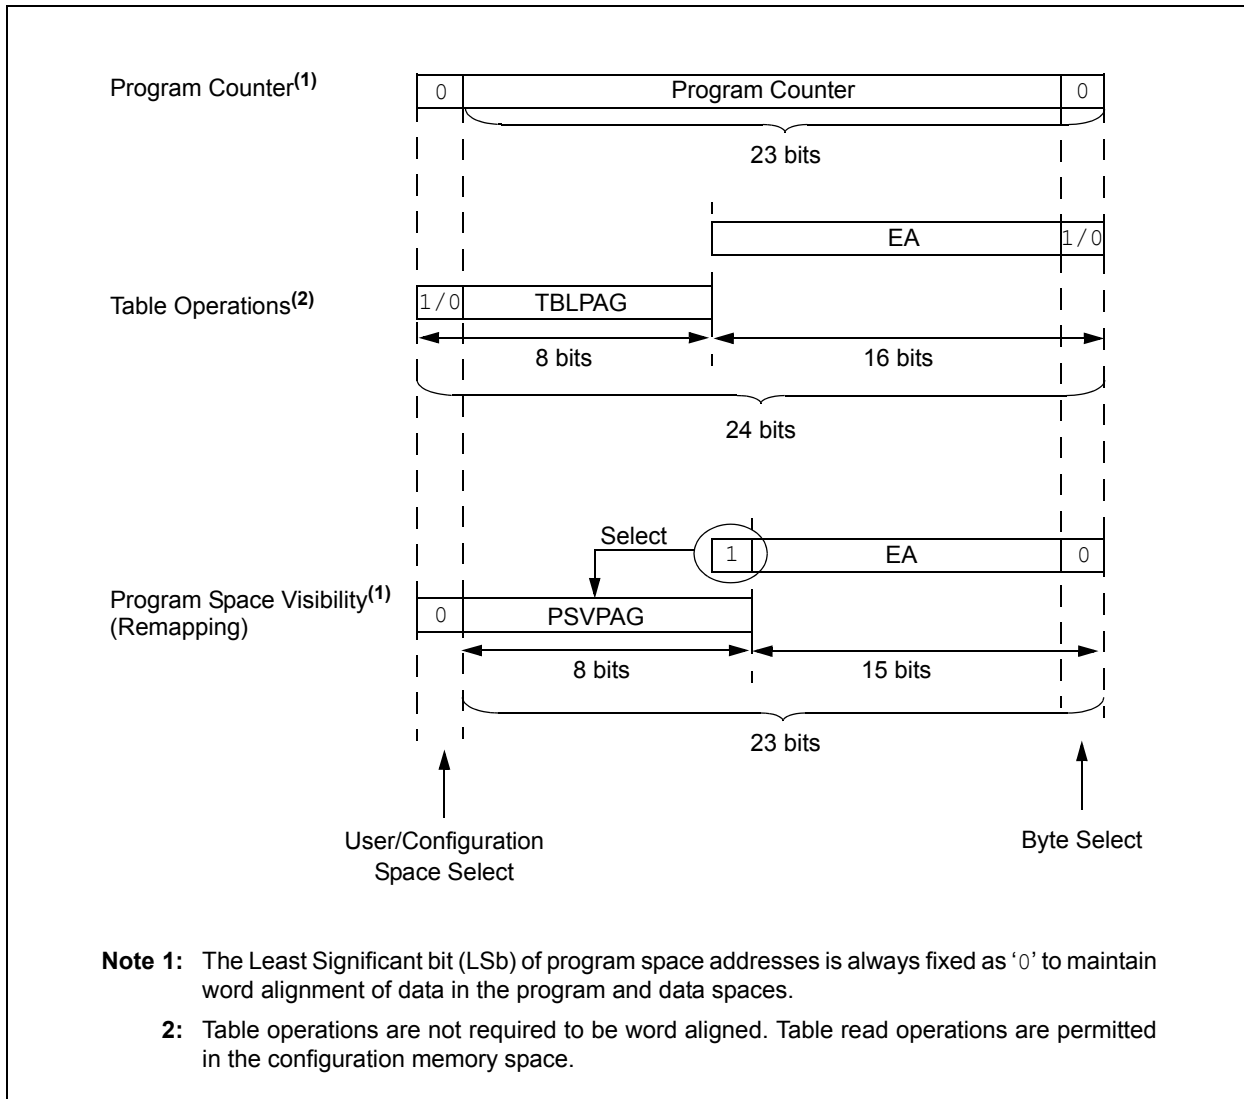 Program Counter(1)
0
Program Counter
0
23 bits
EA
1/0
Table Operations(2)
1/0
TBLPAG
8 bits
16 bits
24 bits
Select
1
EA
0
Program Space Visibility(1)
(Remapping)
0
PSVPAG
8 bits
15 bits
23 bits
User/Configuration
Space Select
Byte Select
Note 1: The Least Significant bit (LSb) of program space addresses is always fixed as ‘0’ to maintain
word alignment of data in the program and data spaces.
2: Table operations are not required to be word aligned. Table read operations are permitted
in the configuration memory space.